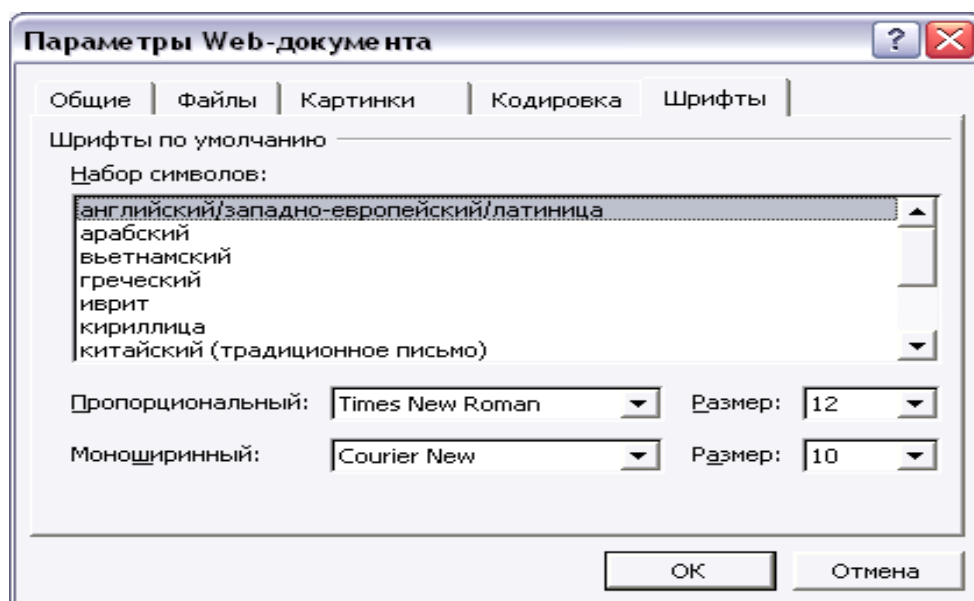 Параметры Web-документа
Общие Файлы Картинки Кодировка Шрифты
Шрифты по умолчанию
Набор символов:
английский/западно-европейский/латиница
арабский
вьетнамский
греческий
иврит
кириллица
китайский (традиционное письмо)
Пропорциональный: Times New Roman Размер: 12
Моноширинный: Courier New Размер: 10
OK Отмена